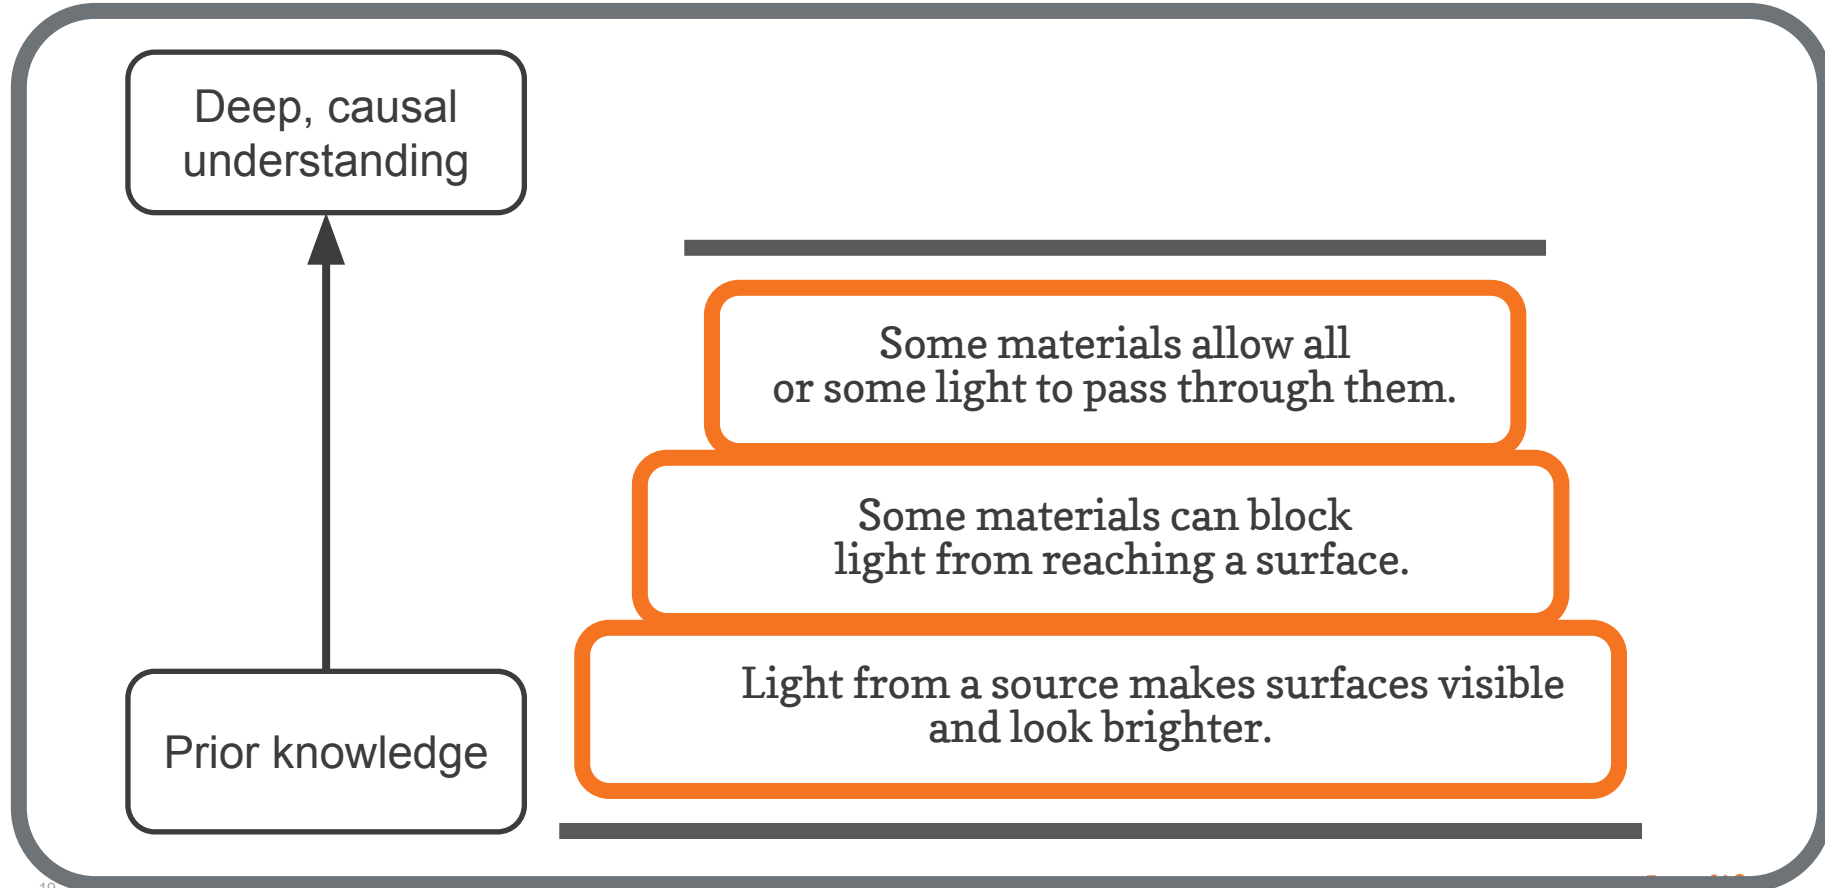 Deep, causal
understanding
Some materials allow all
or some light to pass through them.
Some materials can block
light from reaching a surface.
Light from a source makes surfaces visible
and look brighter.
Prior knowledge